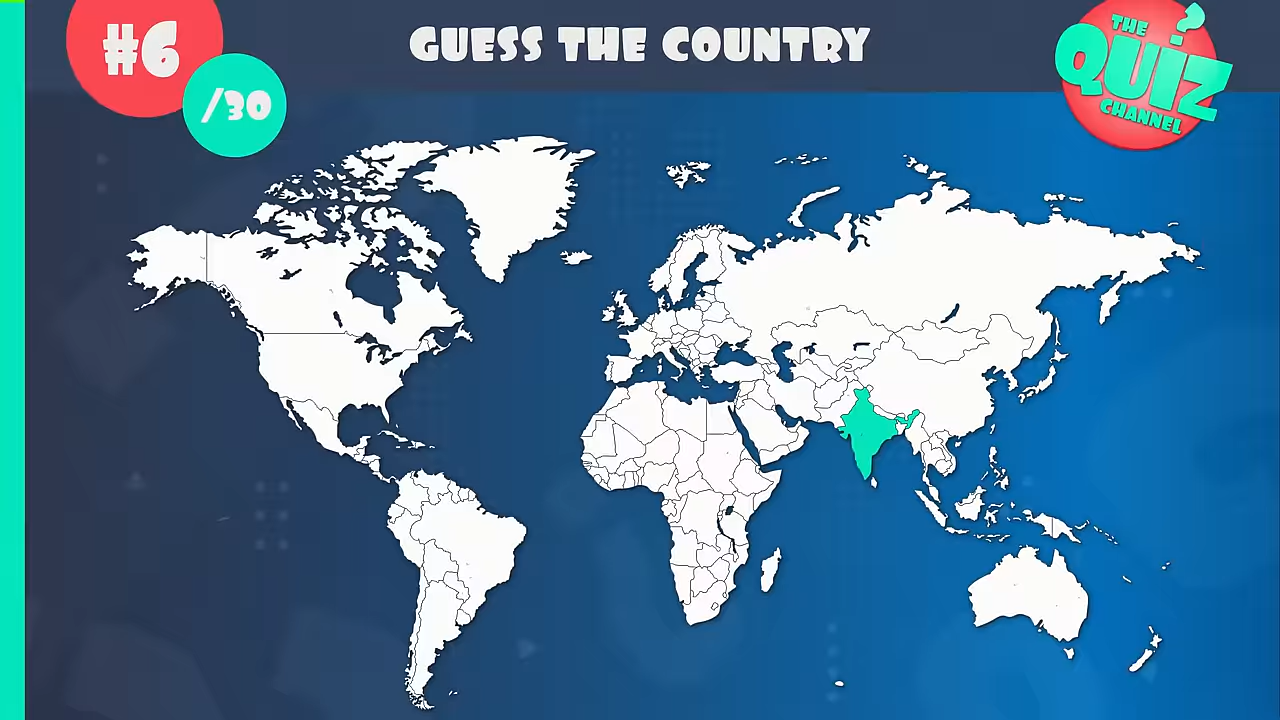 #6
/30
GUESS THE COUNTRY
THE
QUIZ
CHANNEL